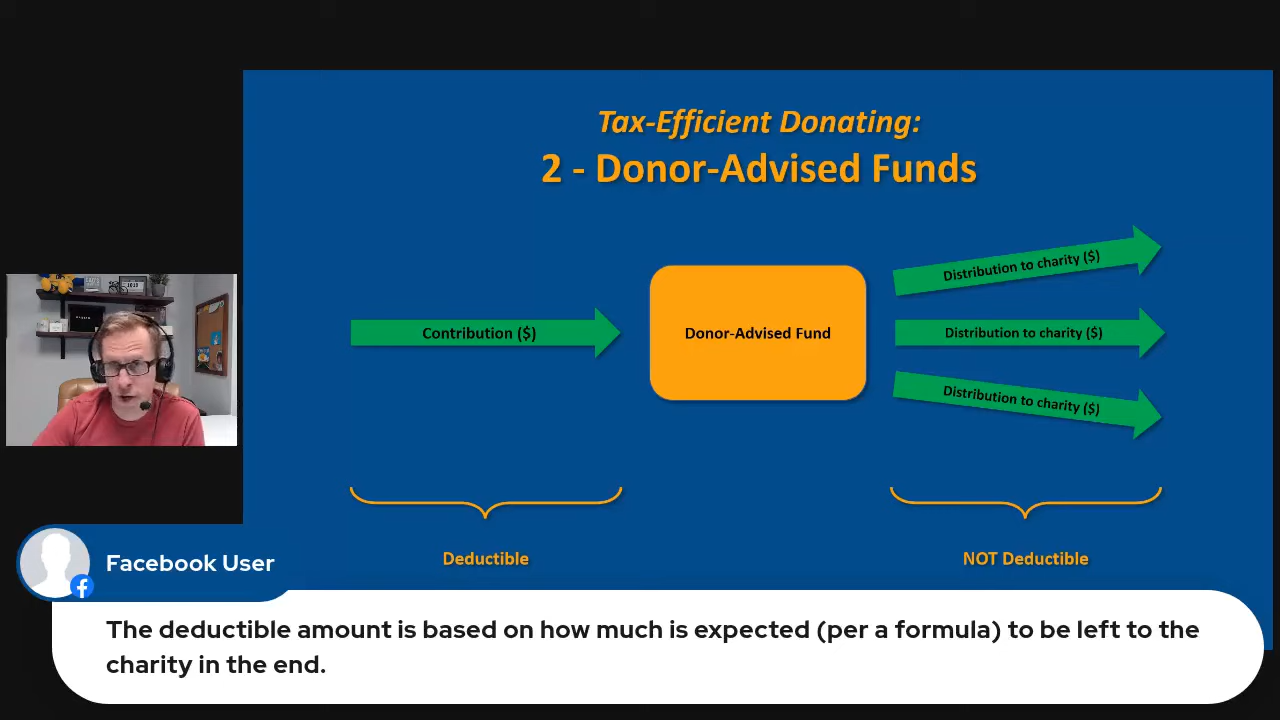 Tax-Efficient Donating:
2 - Donor-Advised Funds
Contribution ($)
Donor-Advised Fund
Distribution to charity ($)
Distribution to charity ($)
Distribution to charity ($)
Deductible
NOT Deductible
Facebook User
The deductible amount is based on how much is expected (per a formula) to be left to the
charity in the end.